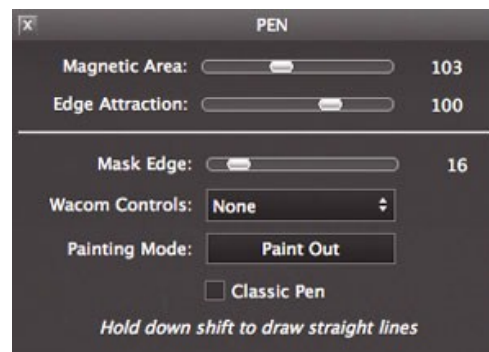 X PEN
Magnetic Area: 103
Edge Attraction: 100
Mask Edge: 16
Wacom Controls: None
Painting Mode: Paint Out
Classic Pen
Hold down shift to draw straight lines